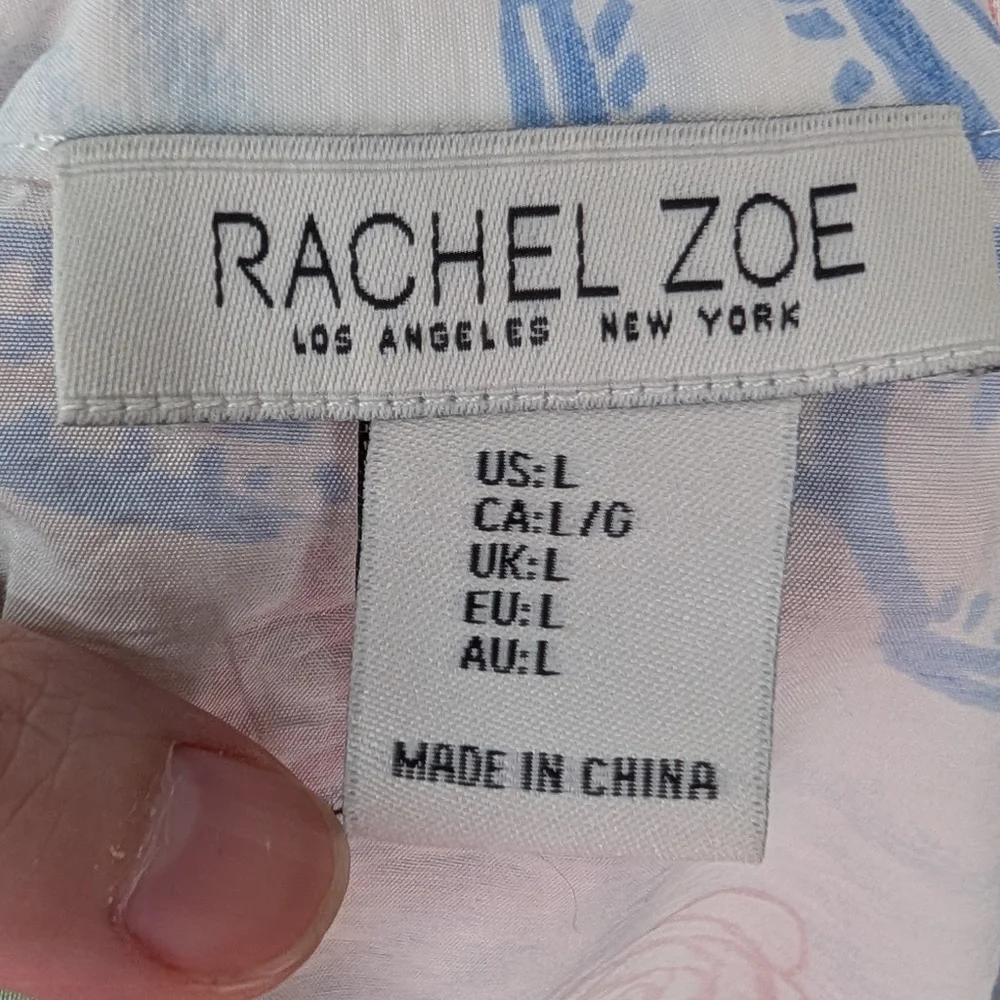 RACHEL ZOE
LOS ANGELES NEW YORK
US:L
CA:L/G
UK:L
EU:L
AU:L
MADE IN CHINA